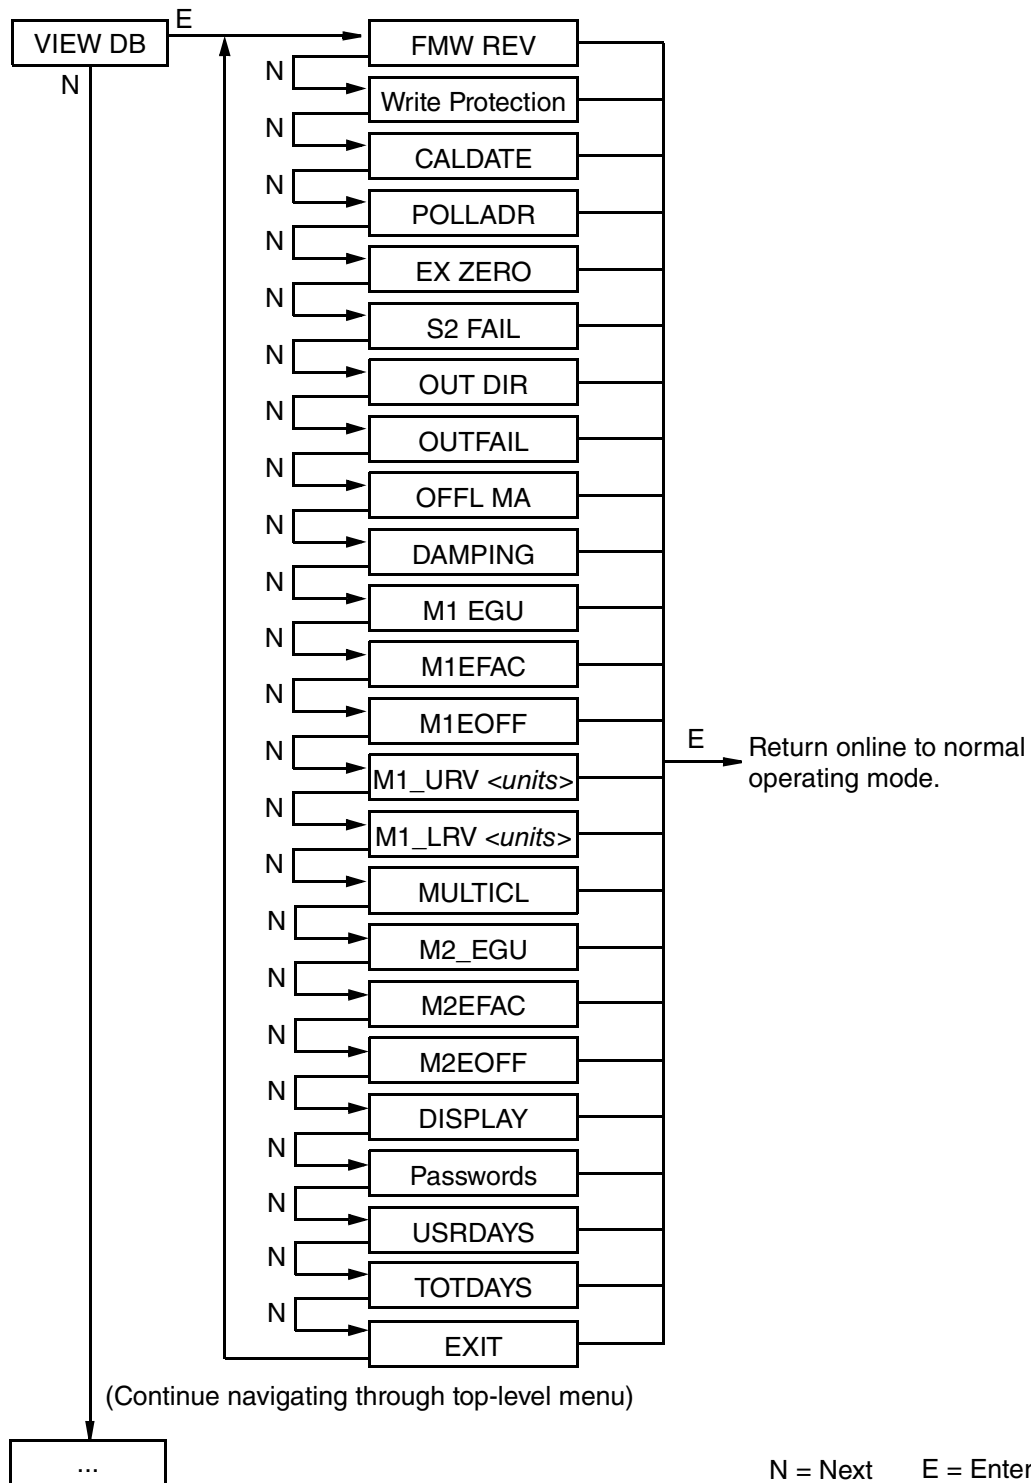 VIEW DB
E
N
FMW REV
N
Write Protection
N
CALDATE
N
POLLADR
N
EX ZERO
N
S2 FAIL
N
OUT DIR
N
OUTFAIL
N
OFFL MA
N
DAMPING
N
M1 EGU
N
M1EFAC
N
M1EOFF
N
M1_URV <units>
N
M1_LRV <units>
N
MULTICL
N
M2_EGU
N
M2EFAC
N
M2EOFF
N
DISPLAY
N
Passwords
N
USRDAYS
N
TOTDAYS
N
EXIT
E
Return online to normal
operating mode.
(Continue navigating through top-level menu)
...
N = Next E = Enter